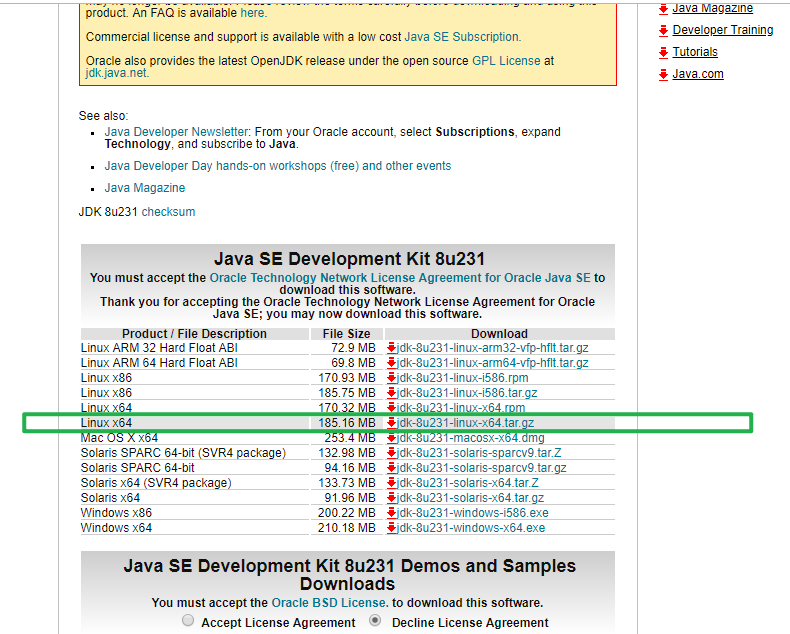 product. An FAQ is available here.
Commercial license and support is available with a low cost Java SE Subscription.
Oracle also provides the latest OpenJDK release under the open source GPL License at
jdk.java.net.
Java Magazine
Developer Training
Tutorials
Java.com
See also:
Java Developer Newsletter: From your Oracle account, select Subscriptions, expand
Technology, and subscribe to Java.
Java Developer Day hands-on workshops (free) and other events
Java Magazine
JDK 8u231 checksum
Java SE Development Kit 8u231
You must accept the Oracle Technology Network License Agreement for Oracle Java SE to
download this software.
Thank you for accepting the Oracle Technology Network License Agreement for Oracle
Java SE; you may now download this software.
Product / File Description File Size Download
Linux ARM 32 Hard Float ABI 72.9 MB jdk-8u231-linux-arm32-vfp-hflt.tar.gz
Linux ARM 64 Hard Float ABI 69.8 MB jdk-8u231-linux-arm64-vfp-hflt.tar.gz
Linux x86 170.93 MB jdk-8u231-linux-i586.rpm
Linux x86 185.75 MB jdk-8u231-linux-i586.tar.gz
Linux x64 170.32 MB jdk-8u231-linux-x64.rpm
Linux x64 185.16 MB jdk-8u231-linux-x64.tar.gz
Mac OS X x64 253.4 MB jdk-8u231-macosx-x64.dmg
Solaris SPARC 64-bit (SVR4 package) 132.98 MB jdk-8u231-solaris-sparcv9.tar.Z
Solaris SPARC 64-bit 94.16 MB jdk-8u231-solaris-sparcv9.tar.gz
Solaris x64 (SVR4 package) 133.73 MB jdk-8u231-solaris-x64.tar.Z
Solaris x64 91.96 MB jdk-8u231-solaris-x64.tar.gz
Windows x86 200.22 MB jdk-8u231-windows-i586.exe
Windows x64 210.18 MB jdk-8u231-windows-x64.exe
Java SE Development Kit 8u231 Demos and Samples
Downloads
You must accept the Oracle BSD License. to download this software.
Accept License Agreement Decline License Agreement